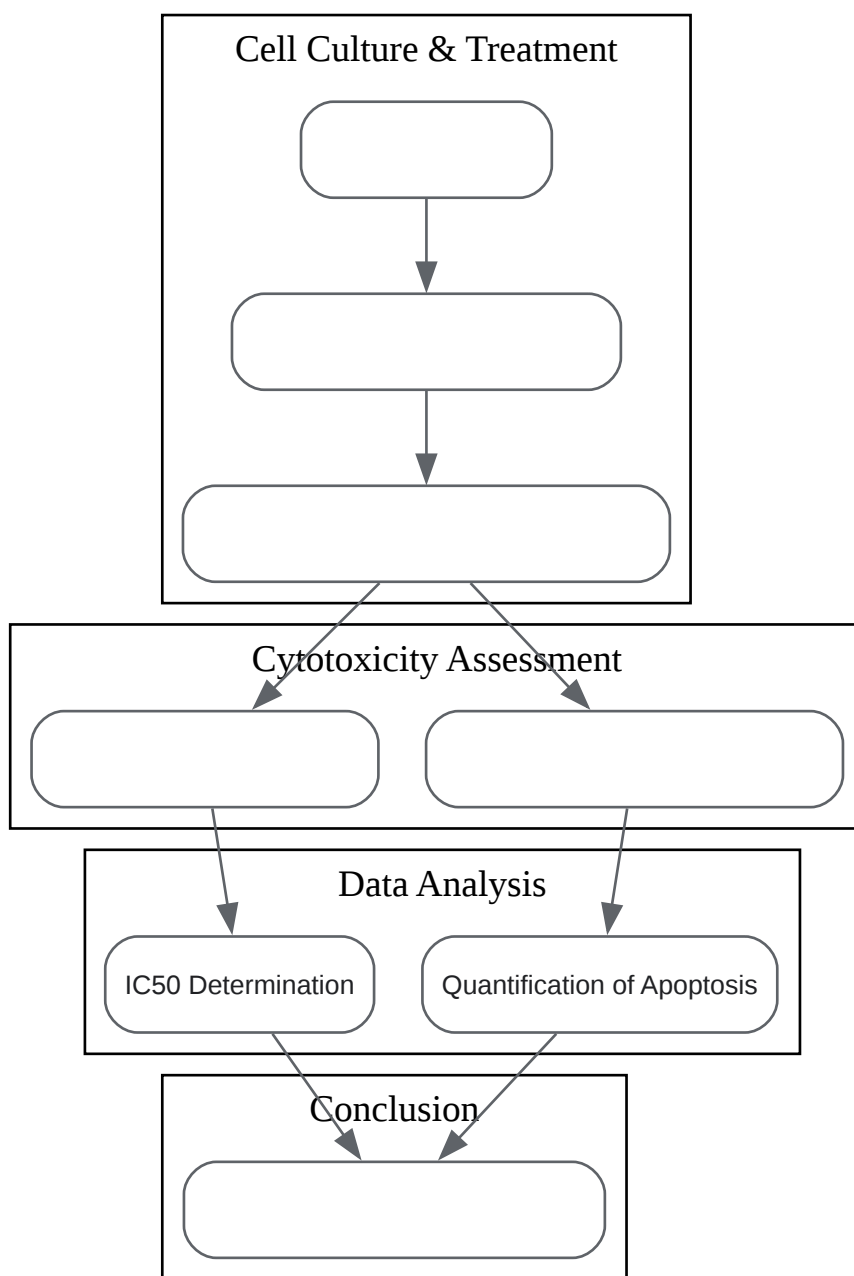 Cell Culture & Treatment
Cytotoxicity Assessment
Data Analysis
IC50 Determination
Quantification of Apoptosis
Conclusion